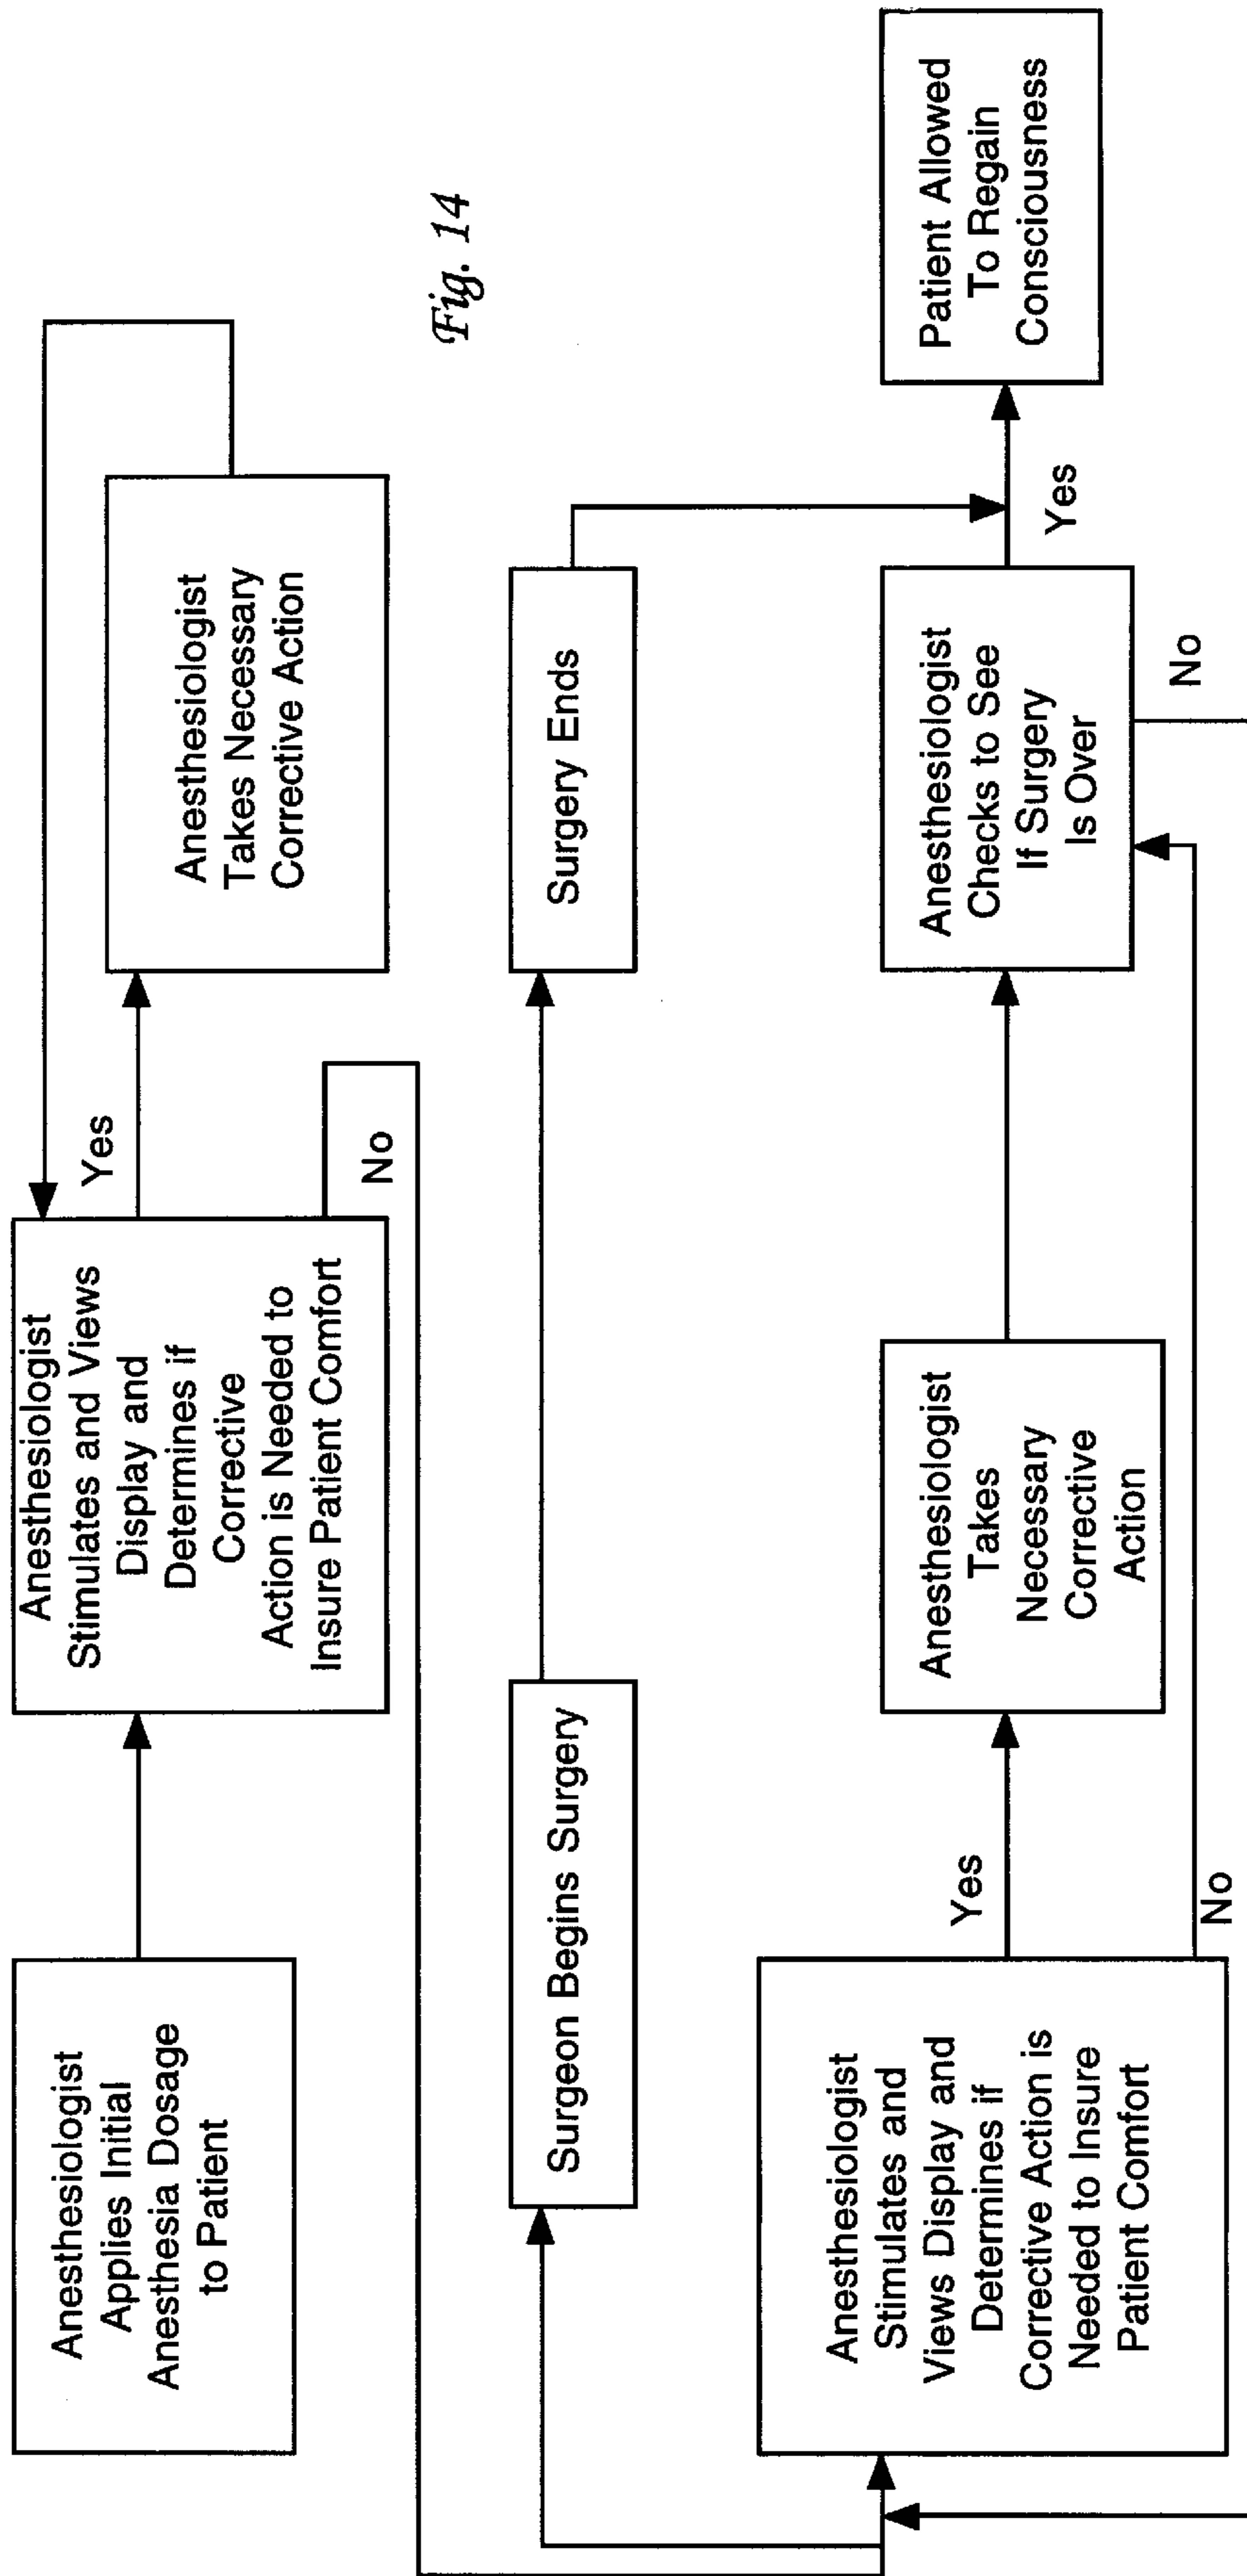 Anesthesiologist
Applies Initial
Anesthesia Dosage
to Patient
Anesthesiologist
Stimulates and Views
Display and
Determines if
Corrective
Action is Needed to
Insure Patient Comfort
Yes
No
Anesthesiologist
Takes Necessary
Corrective Action
Fig. 14
Surgeon Begins Surgery
Surgery Ends
Anesthesiologist
Stimulates and
Views Display and
Determines if
Corrective Action is
Needed to Insure
Patient Comfort
Yes
No
Anesthesiologist
Takes
Necessary
Corrective
Action
Anesthesiologist
Checks to See
If Surgery
Is Over
Yes
No
Patient Allowed
To Regain
Consciousness